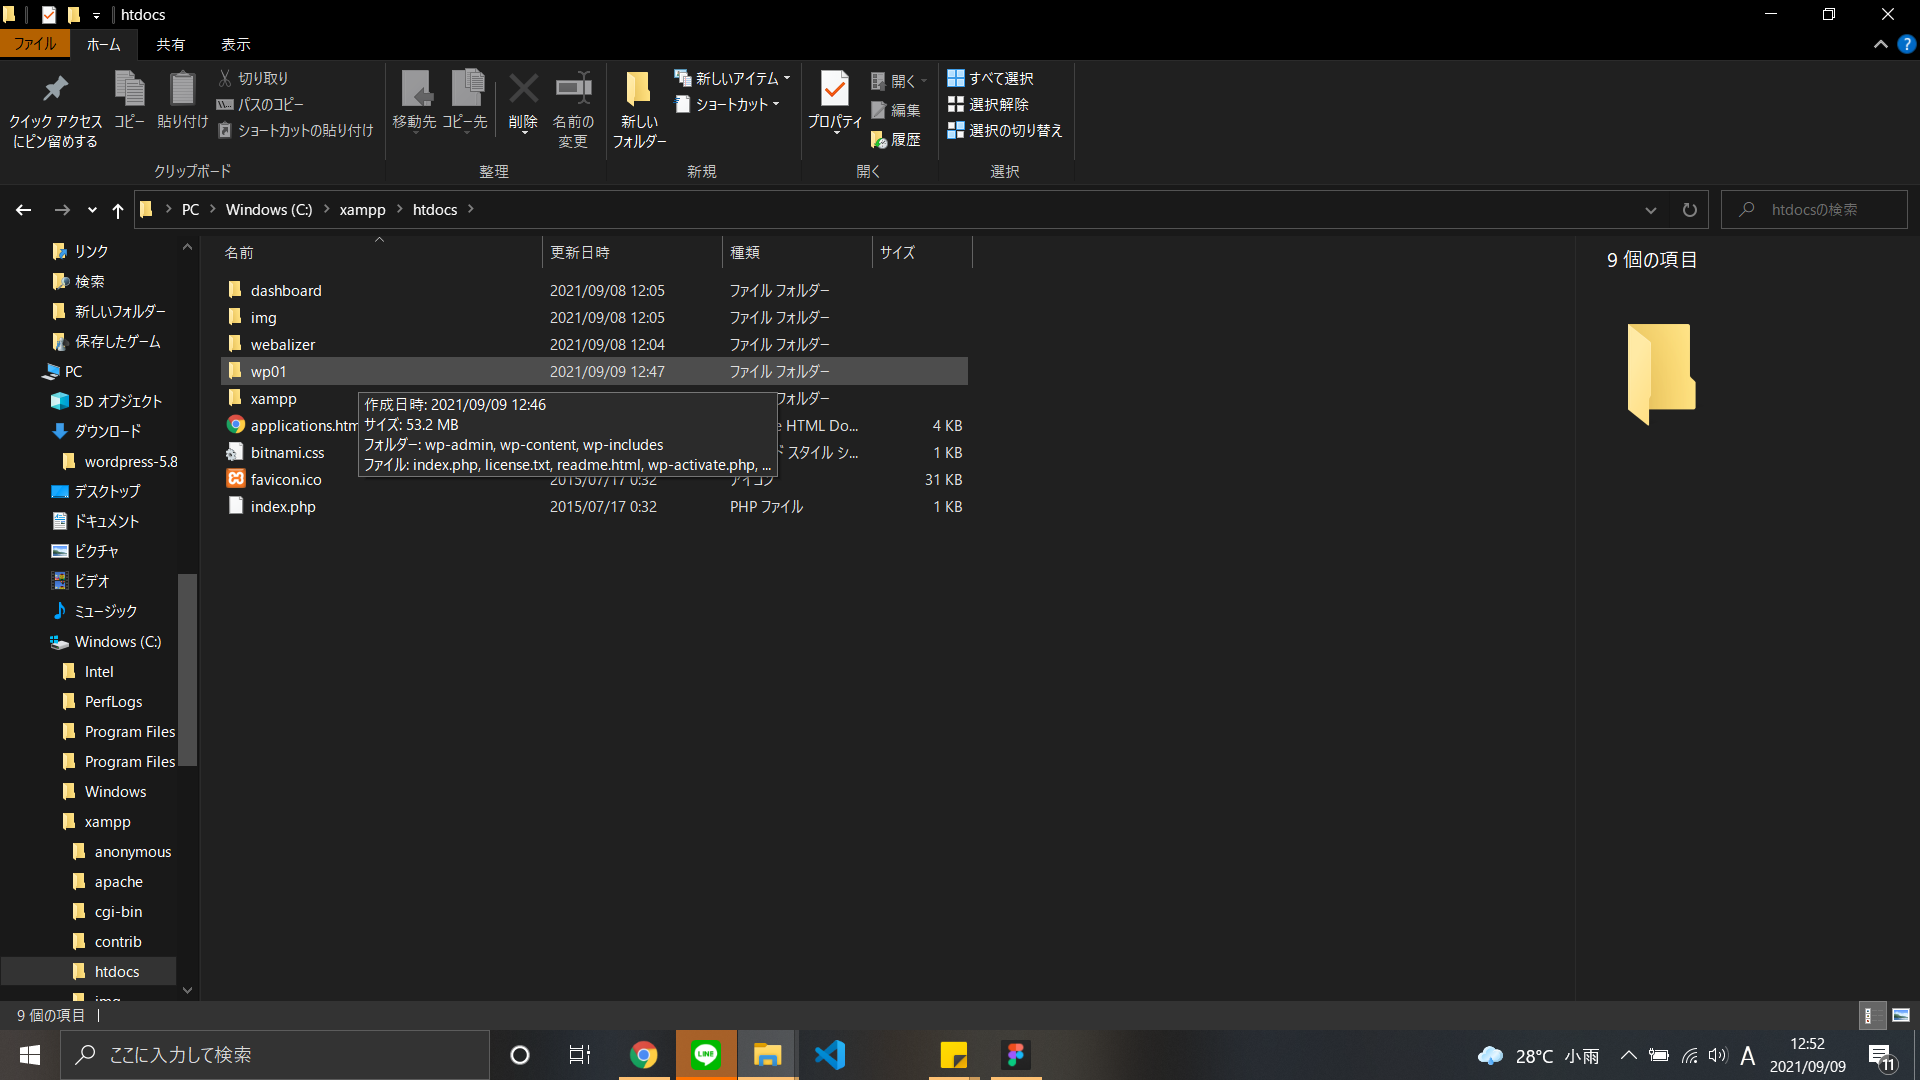 htdocs
ファイル
ホーム
共有
表示
クイック アクセス
にピン留めする
コピー
貼り付け
切り取り
パスのコピー
ショートカットの貼り付け
クリップボード
移動先
コピー先
削除
名前の
変更
整理
新しい
フォルダー
新しいアイテム
ショートカット
新規
プロパティ
開く
編集
履歴
開く
すべて選択
選択解除
選択の切り替え
選択
PC
Windows (C:)
xampp
htdocs
htdocsの検索
リンク
検索
新しいフォルダー
保存したゲーム
PC
3D オブジェクト
ダウンロード
wordpress-5.8
デスクトップ
ドキュメント
ピクチャ
ビデオ
ミュージック
Windows (C:)
Intel
PerfLogs
Program Files
Program Files
Windows
xampp
anonymous
apache
cgi-bin
contrib
htdocs
img
名前 更新日時 種類 サイズ
dashboard 2021/09/08 12:05 ファイル フォルダー
img 2021/09/08 12:05 ファイル フォルダー
webalizer 2021/09/08 12:04 ファイル フォルダー
wp01 2021/09/09 12:47 ファイル フォルダー
xampp フォルダー
applications.htm e HTML Do... 4 KB
bitnami.css ド スタイル シ... 1 KB
favicon.ico 2015/07/17 0:32 アイコン 31 KB
index.php 2015/07/17 0:32 PHP ファイル 1 KB
作成日時: 2021/09/09 12:46
サイズ: 53.2 MB
フォルダー: wp-admin, wp-content, wp-includes
ファイル: index.php, license.txt, readme.html, wp-activate.php, ...
9 個の項目
9 個の項目
ここに入力して検索
LINE
28°C 小雨
A
12:52
2021/09/09
11